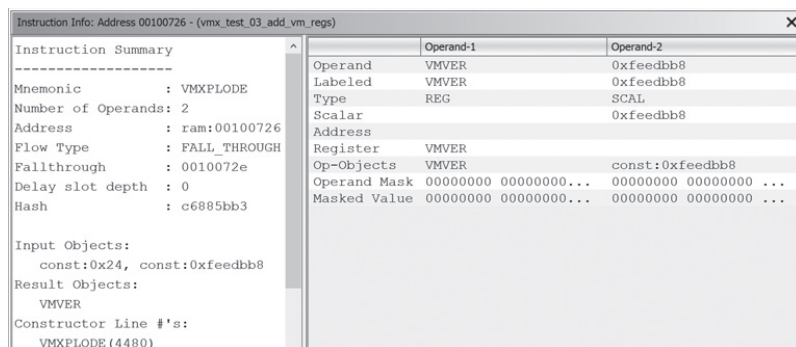 Instruction Info: Address 00100726 - (vmx_test_03_add_vm_regs)
Instruction Summary
-------------------
Mnemonic : VMXPLODE
Number of Operands: 2
Address : ram:00100726
Flow Type : FALL_THROUGH
Fallthrough : 0010072e
Delay slot depth : 0
Hash : c6885bb3
Input Objects:
const:0x24, const:0xfeedbb8
Result Objects:
VMVER
Constructor Line #'s:
VMXPLODE(4480)
Operand-1 Operand-2
Operand VMVER 0xfeedbb8
Labeled VMVER 0xfeedbb8
Type REG SCAL
Scalar 0xfeedbb8
Address
Register VMVER
Op-Objects VMVER const:0xfeedbb8
Operand Mask 00000000 00000000... 00000000 00000000 ...
Masked Value 00000000 00000000... 00000000 00000000 ...